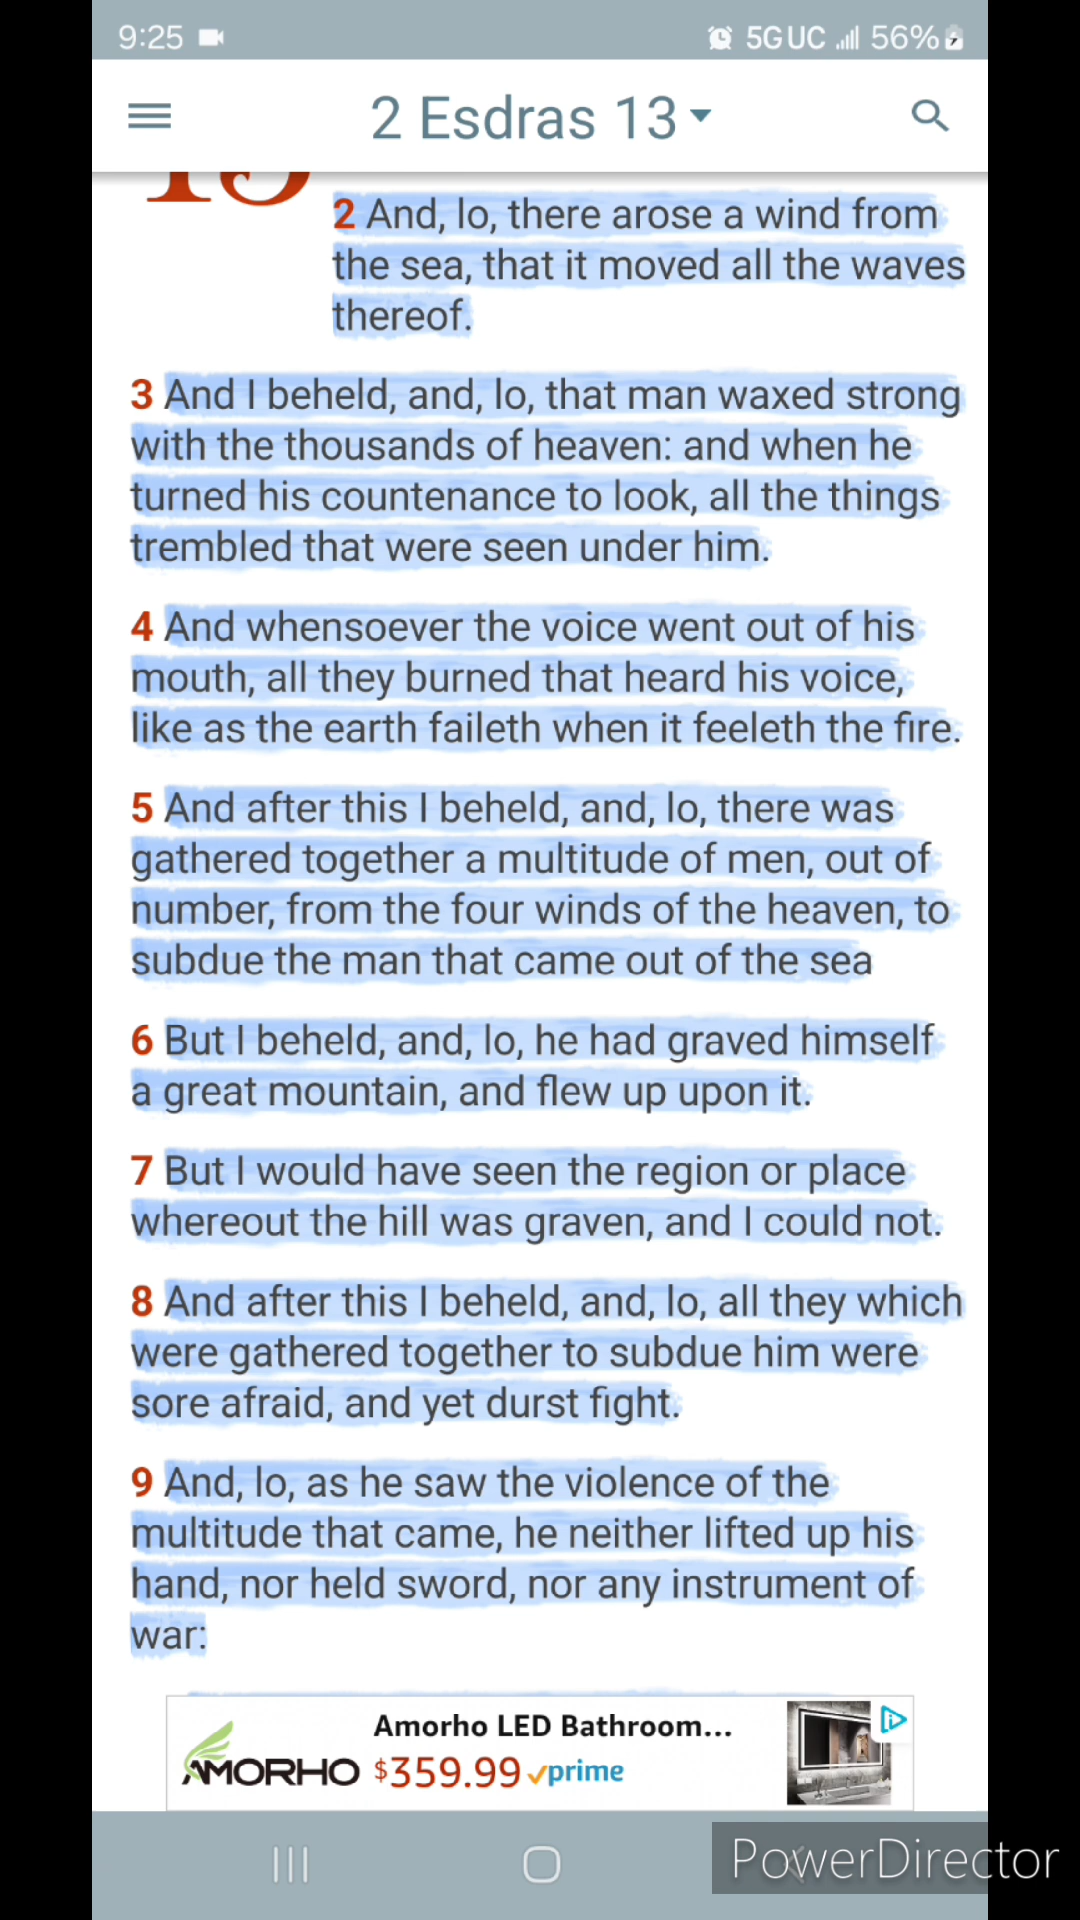 9:25 5G UC 56%
2 Esdras 13
13
2 And, lo, there arose a wind from
the sea, that it moved all the waves
thereof.
3 And I beheld, and, lo, that man waxed strong
with the thousands of heaven: and when he
turned his countenance to look, all the things
trembled that were seen under him.
4 And whensoever the voice went out of his
mouth, all they burned that heard his voice,
like as the earth faileth when it feeleth the fire.
5 And after this I beheld, and, lo, there was
gathered together a multitude of men, out of
number, from the four winds of the heaven, to
subdue the man that came out of the sea
6 But I beheld, and, lo, he had graved himself
a great mountain, and flew up upon it.
7 But I would have seen the region or place
whereout the hill was graven, and I could not.
8 And after this I beheld, and, lo, all they which
were gathered together to subdue him were
sore afraid, and yet durst fight.
9 And, lo, as he saw the violence of the
multitude that came, he neither lifted up his
hand, nor held sword, nor any instrument of
war:
Amorho LED Bathroom...
AMORHO $359.99 prime
PowerDirector